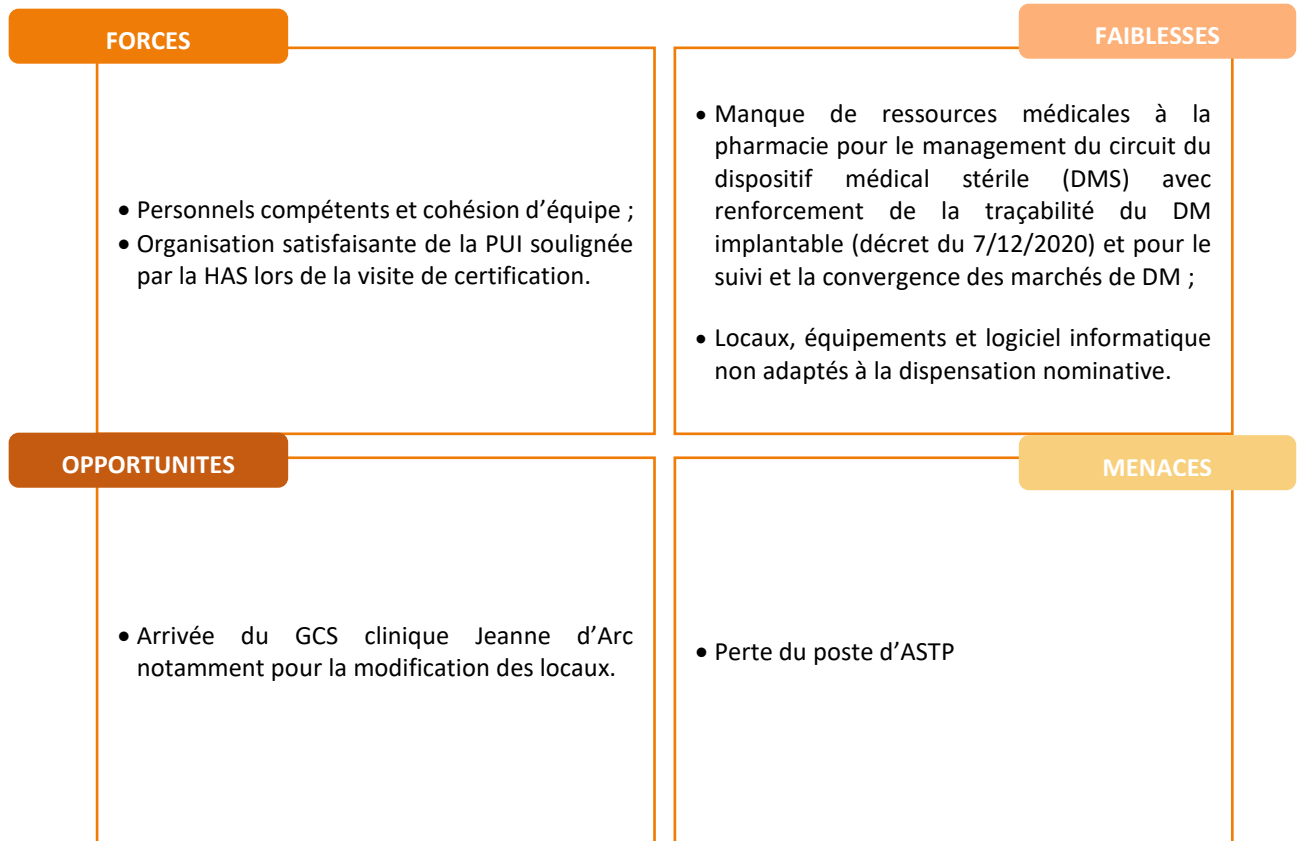 FORCES
• Personnels compétents et cohésion d’équipe ;
• Organisation satisfaisante de la PUI soulignée
par la HAS lors de la visite de certification.
FAIBLESSES
• Manque de ressources médicales à la
pharmacie pour le management du circuit du
dispositif médical stérile (DMS) avec
renforcement de la traçabilité du DM
implantable (décret du 7/12/2020) et pour le
suivi et la convergence des marchés de DM ;
• Locaux, équipements et logiciel informatique
non adaptés à la dispensation nominative.
OPPORTUNITES
• Arrivée du GCS clinique Jeanne d’Arc
notamment pour la modification des locaux.
MENACES
• Perte du poste d’ASTP